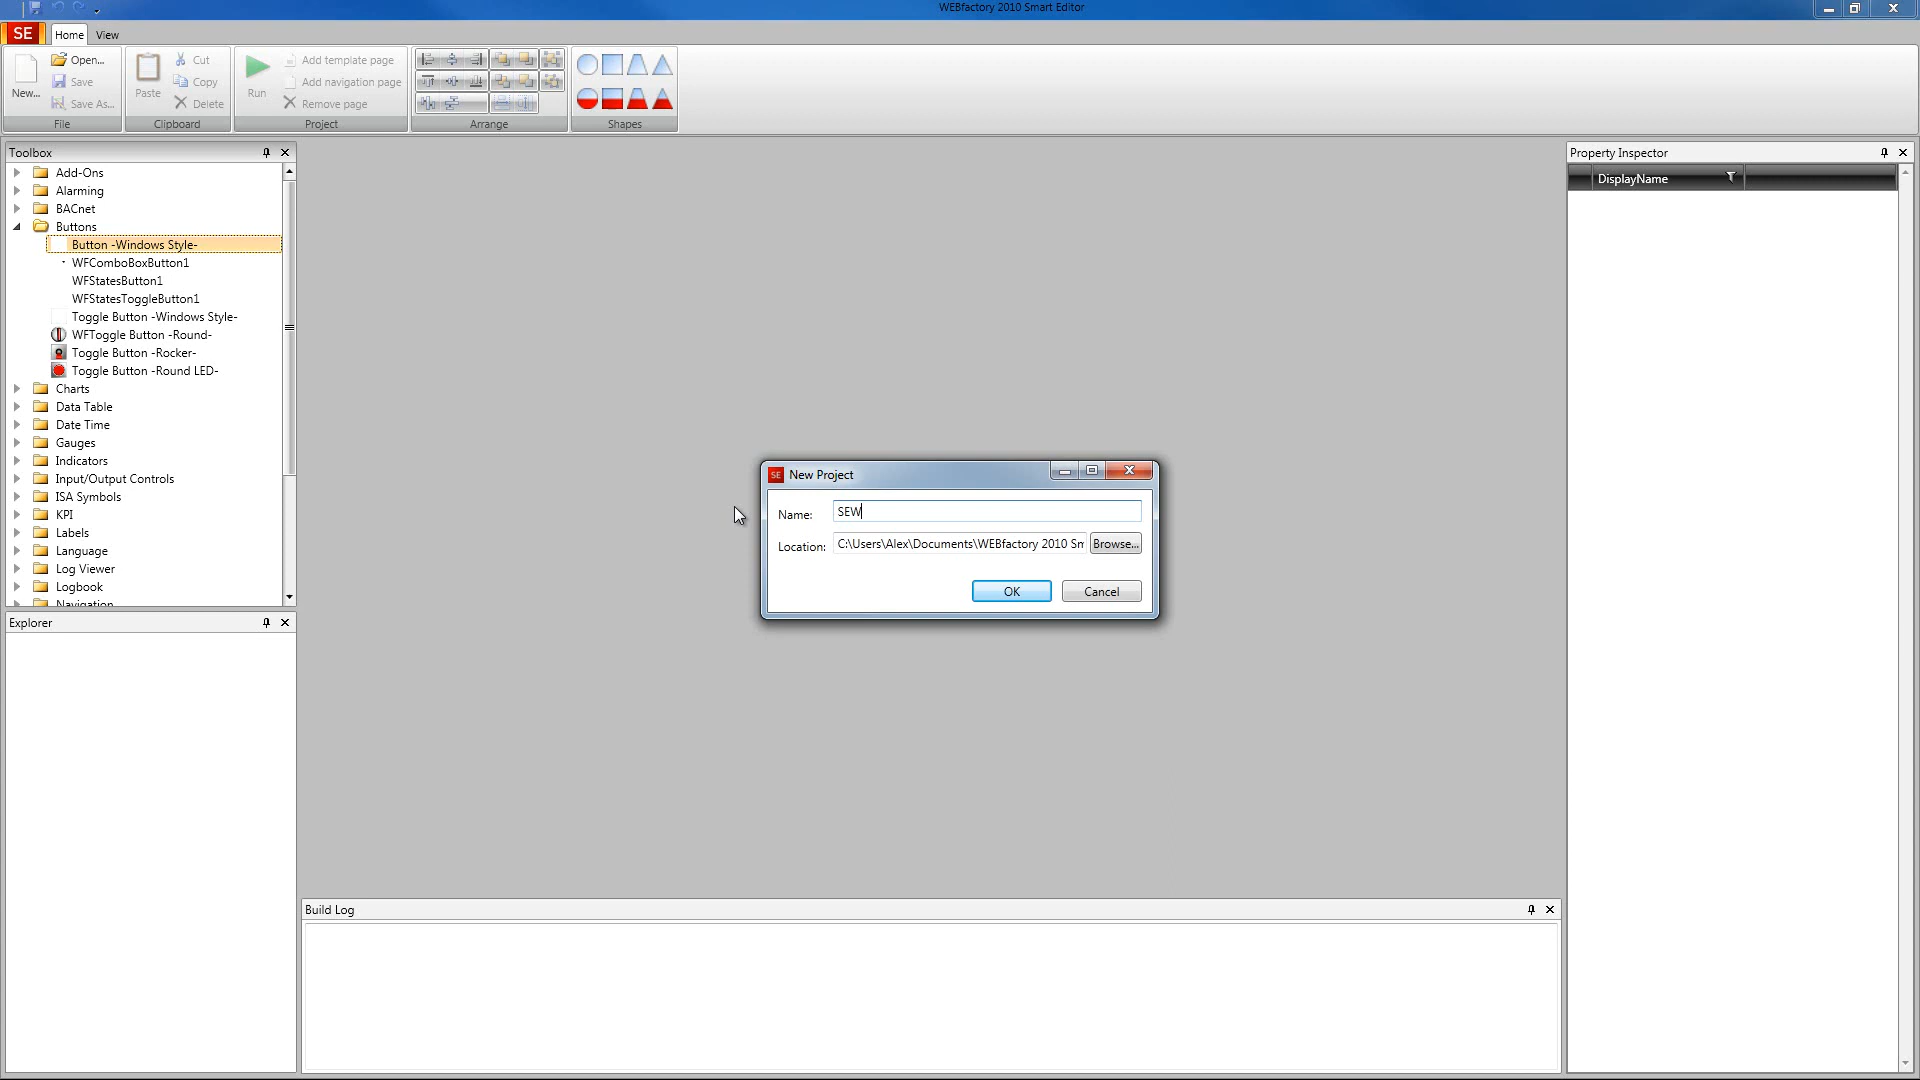 WEBfactory 2010 Smart Editor
SE Home View
New...
Open...
Save
Save As...
File
Paste
Cut
Copy
Delete
Clipboard
Run
Add template page
Add navigation page
Remove page
Project
Arrange
Shapes
Toolbox
Add-Ons
Alarming
BACnet
Buttons
Button -Windows Style-
WFComboBoxButton1
WFStatesButton1
WFStatesToggleButton1
Toggle Button -Windows Style-
WFToggle Button -Round-
Toggle Button -Rocker-
Toggle Button -Round LED-
Charts
Data Table
Date Time
Gauges
Indicators
Input/Output Controls
ISA Symbols
KPI
Labels
Language
Log Viewer
Logbook
Navigation
Explorer
SE New Project
Name: SEW
Location: C:\Users\Alex\Documents\WEBfactory 2010 Sm Browse...
OK Cancel
Build Log
Property Inspector
DisplayName